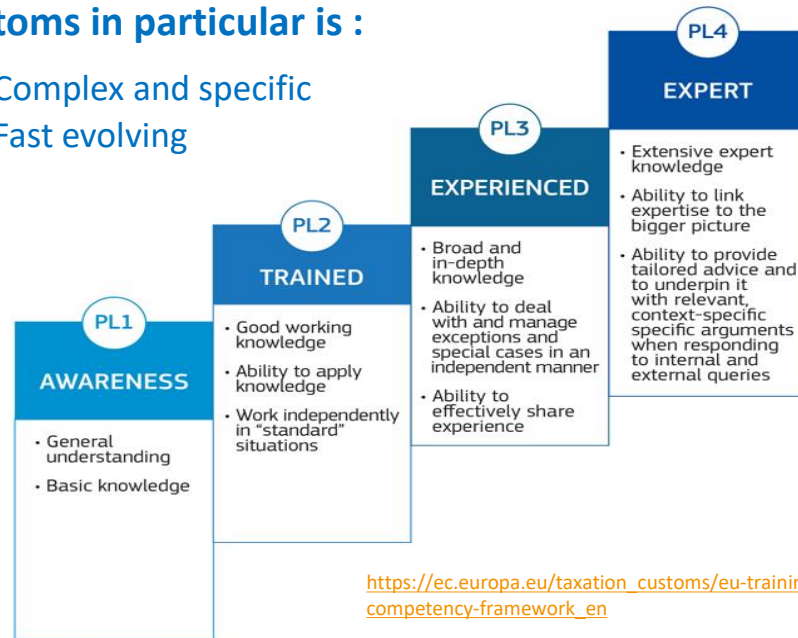 toms in particular is :
Complex and specific
Fast evolving
PL1
AWARENESS
• General
understanding
• Basic knowledge
PL2
TRAINED
• Good working
knowledge
• Ability to apply
knowledge
• Work independently
in “standard”
situations
PL3
EXPERIENCED
• Broad and
in-depth
knowledge
• Ability to deal
with and manage
exceptions and
special cases in an
independent manner
• Ability to
effectively share
experience
PL4
EXPERT
• Extensive expert
knowledge
• Ability to link
expertise to the
bigger picture
• Ability to provide
tailored advice and
to underpin it
with relevant,
context-specific
specific arguments
when responding
to internal and
external queries
https://ec.europa.eu/taxation_customs/eu-trainin
competency-framework_en